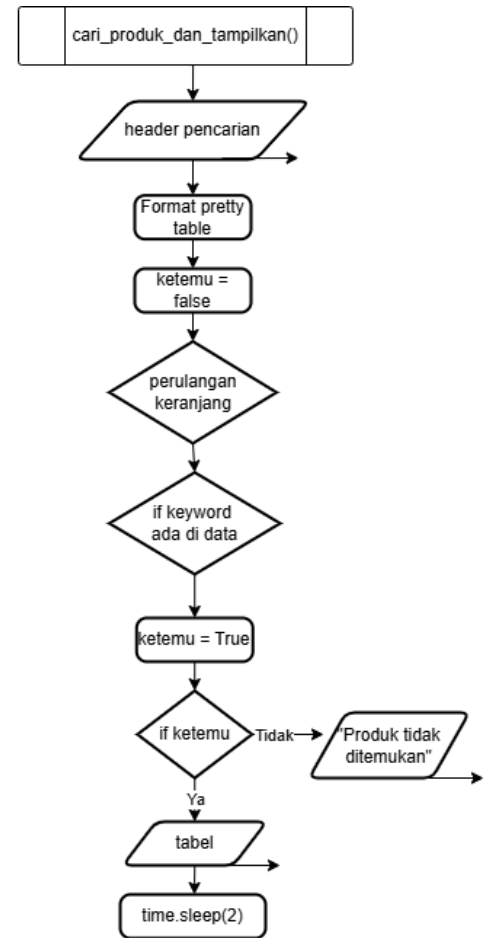 cari_produk_dan_tampilkan()
header pencarian
Format pretty
table
ketemu =
false
perulangan
keranjang
if keyword
ada di data
ketemu = True
if ketemu
Tidak
"Produk tidak
ditemukan"
Ya
tabel
time.sleep(2)